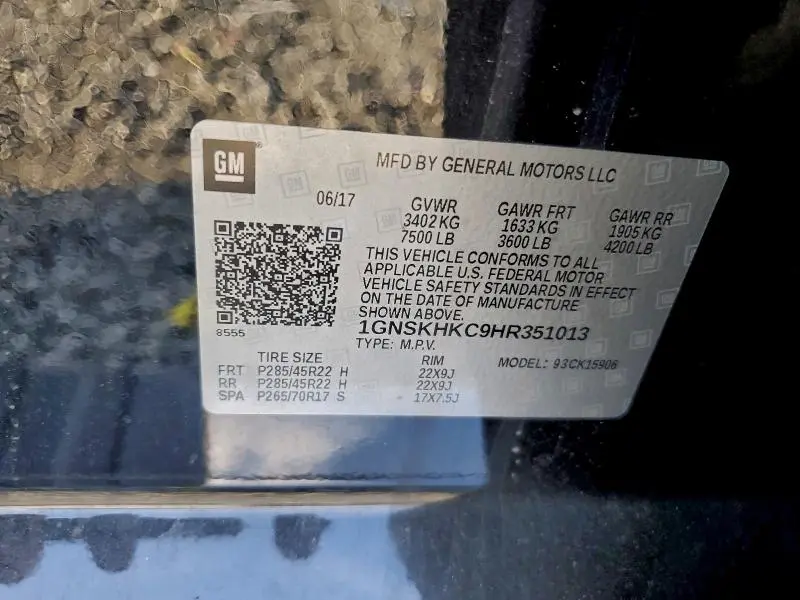 GM
MFD BY GENERAL MOTORS LLC
06/17
GVWR GAWR FRT GAWR RR
3402 KG 1633 KG 1905 KG
7500 LB 3600 LB 4200 LB
THIS VEHICLE CONFORMS TO ALL
APPLICABLE U.S. FEDERAL MOTOR
VEHICLE SAFETY STANDARDS IN EFFECT
ON THE DATE OF MANUFACTURE
SHOWN ABOVE.
8555
1GNSKHKC9HR351013
TYPE: M.P.V. MODEL: 93CK15906
TIRE SIZE RIM
FRT P285/45R22 H 22X9J
RR P285/45R22 H 22X9J
SPA P265/70R17 S 17X7.5J